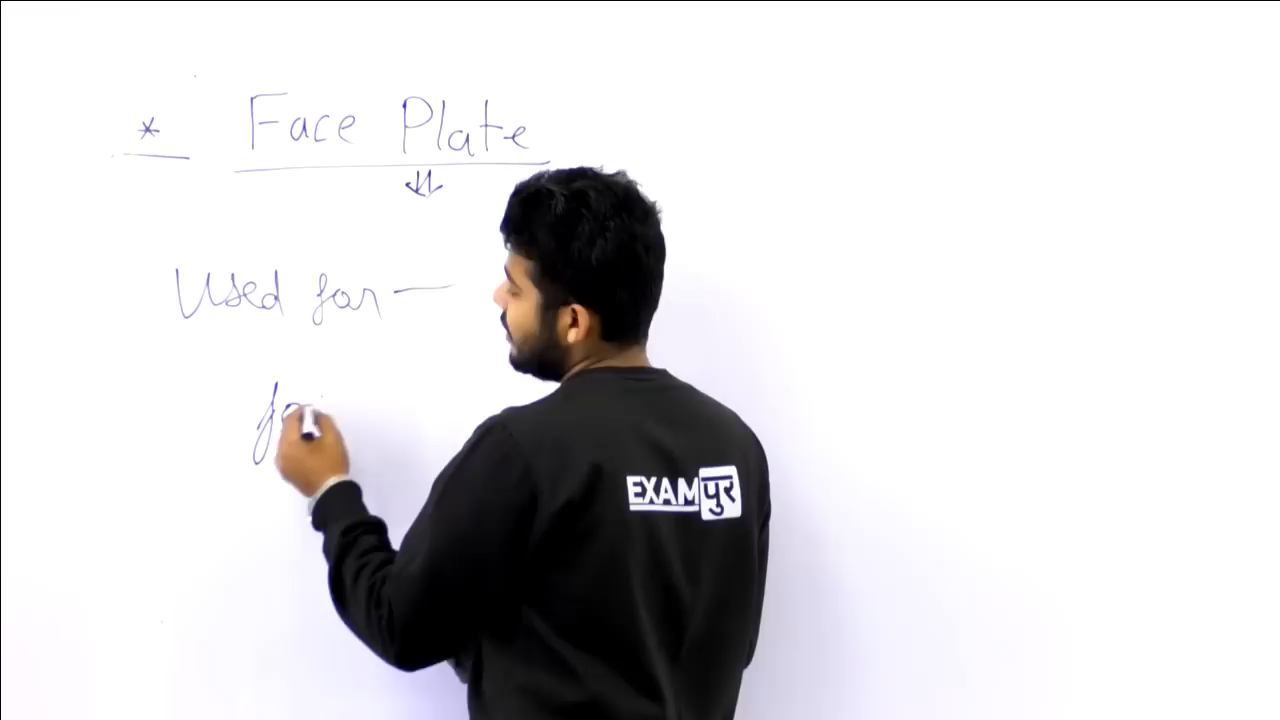 * Face Plate
Used for —
EXAMपुर